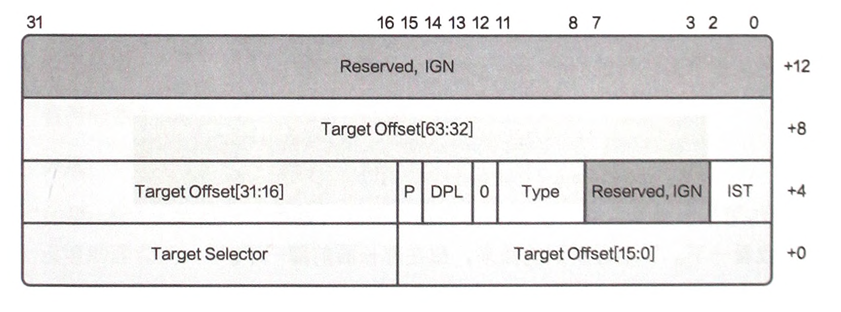 31 16 15 14 13 12 11 8 7 3 2 0
Reserved, IGN +12
Target Offset[63:32] +8
Target Offset[31:16] P DPL 0 Type Reserved, IGN IST +4
Target Selector Target Offset[15:0] +0